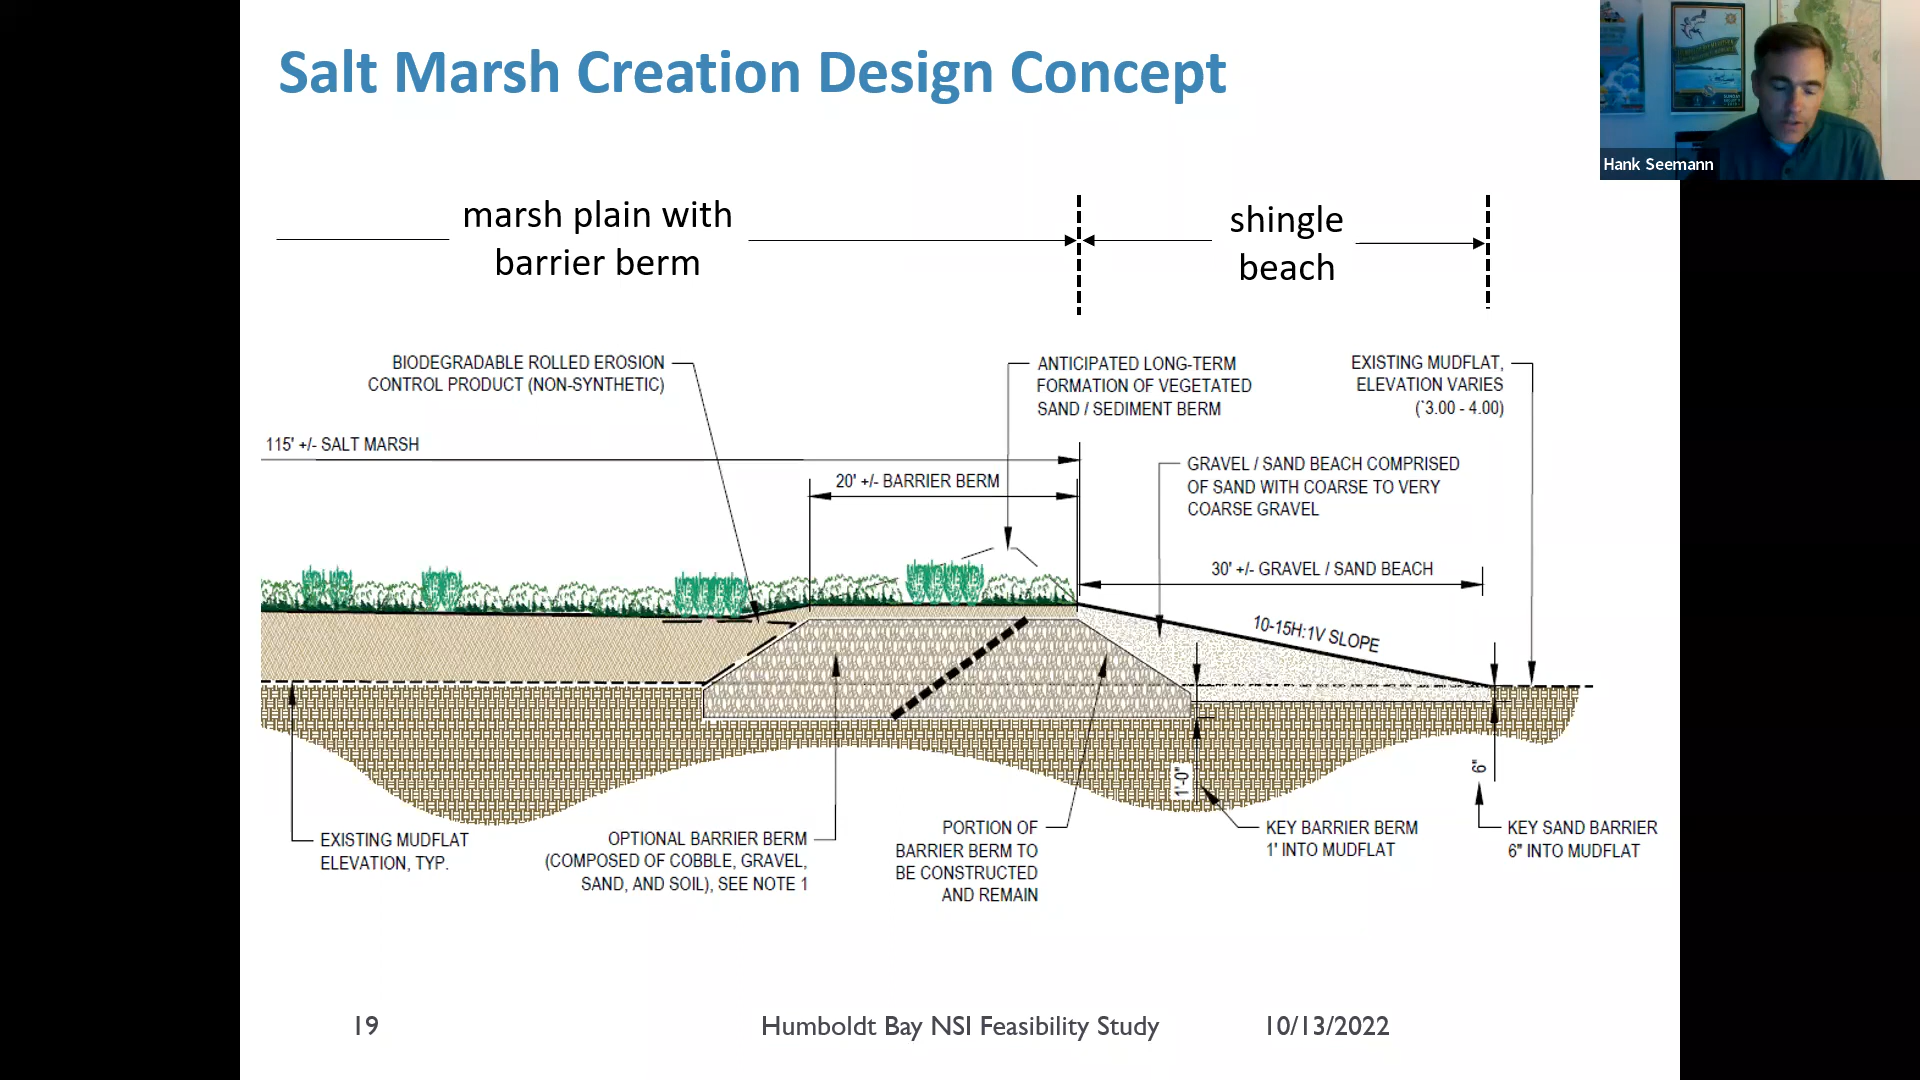 Salt Marsh Creation Design Concept
Hank Seemann
marsh plain with
barrier berm
shingle
beach
BIODEGRADABLE ROLLED EROSION
CONTROL PRODUCT (NON-SYNTHETIC)
ANTICIPATED LONG-TERM
FORMATION OF VEGETATED
SAND / SEDIMENT BERM
EXISTING MUDFLAT,
ELEVATION VARIES
(~3.00 - 4.00)
115' +/- SALT MARSH
20' +/- BARRIER BERM
GRAVEL / SAND BEACH COMPRISED
OF SAND WITH COARSE TO VERY
COARSE GRAVEL
30' +/- GRAVEL / SAND BEACH
10-15H:1V SLOPE
1'-0"
6"
EXISTING MUDFLAT
ELEVATION, TYP.
OPTIONAL BARRIER BERM
(COMPOSED OF COBBLE, GRAVEL,
SAND, AND SOIL), SEE NOTE 1
PORTION OF
BARRIER BERM TO
BE CONSTRUCTED
AND REMAIN
KEY BARRIER BERM
1' INTO MUDFLAT
KEY SAND BARRIER
6" INTO MUDFLAT
19
Humboldt Bay NSI Feasibility Study
10/13/2022